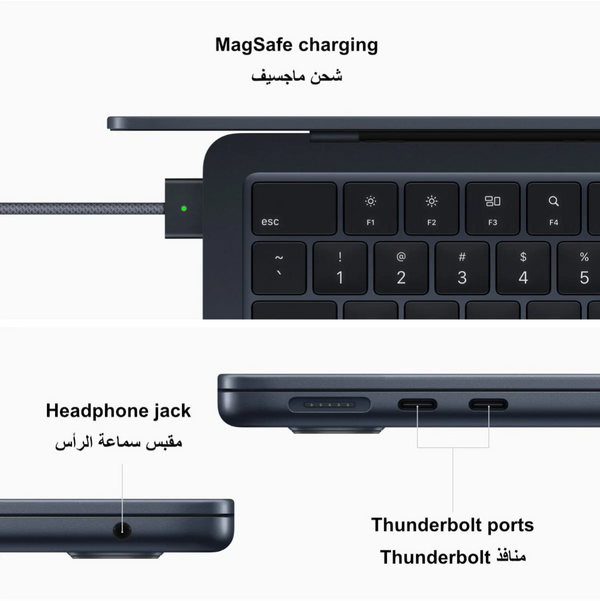 MagSafe charging
شحن ماجسيف
esc
F1
F2
F3
F4
~ `
! 1
@ 2
# 3
$ 4
% 5
Headphone jack
مقبس سماعة الرأس
Thunderbolt ports
منافذ Thunderbolt